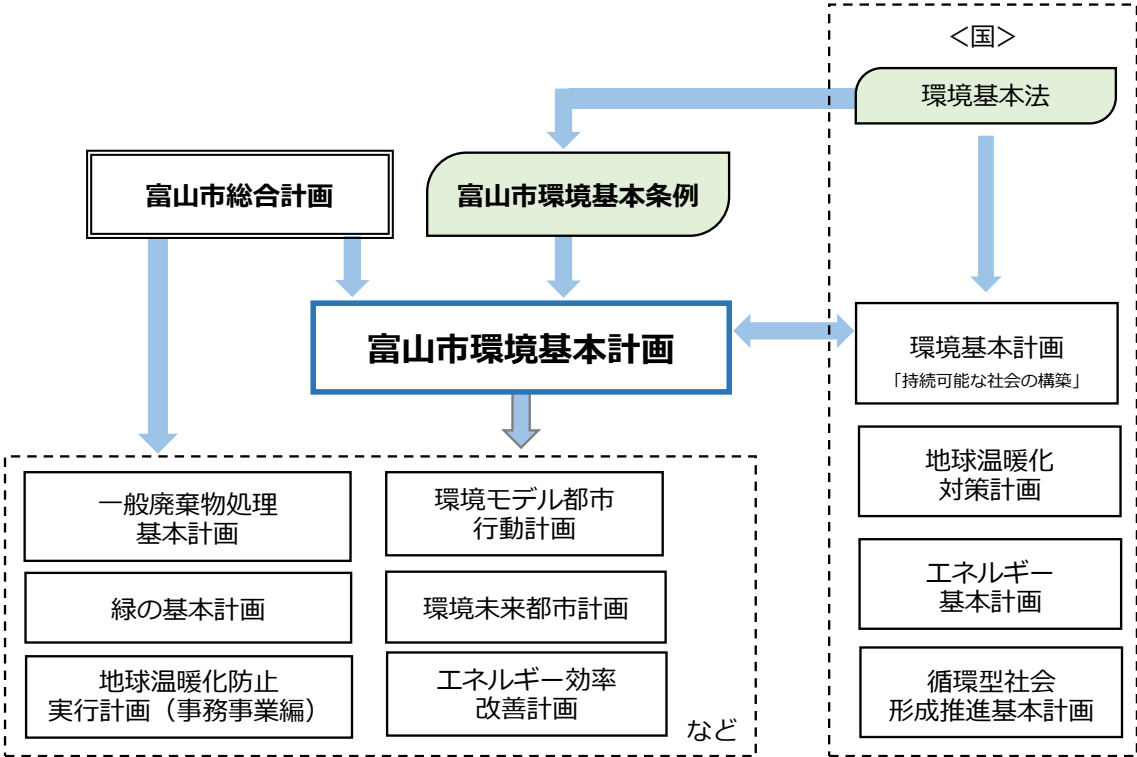 ＜国＞
環境基本法
富山市総合計画
富山市環境基本条例
富山市環境基本計画
環境基本計画
「持続可能な社会の構築」
地球温暖化
対策計画
エネルギー
基本計画
循環型社会
形成推進基本計画
一般廃棄物処理
基本計画
環境モデル都市
行動計画
緑の基本計画
環境未来都市計画
地球温暖化防止
実行計画（事務事業編）
エネルギー効率
改善計画
など